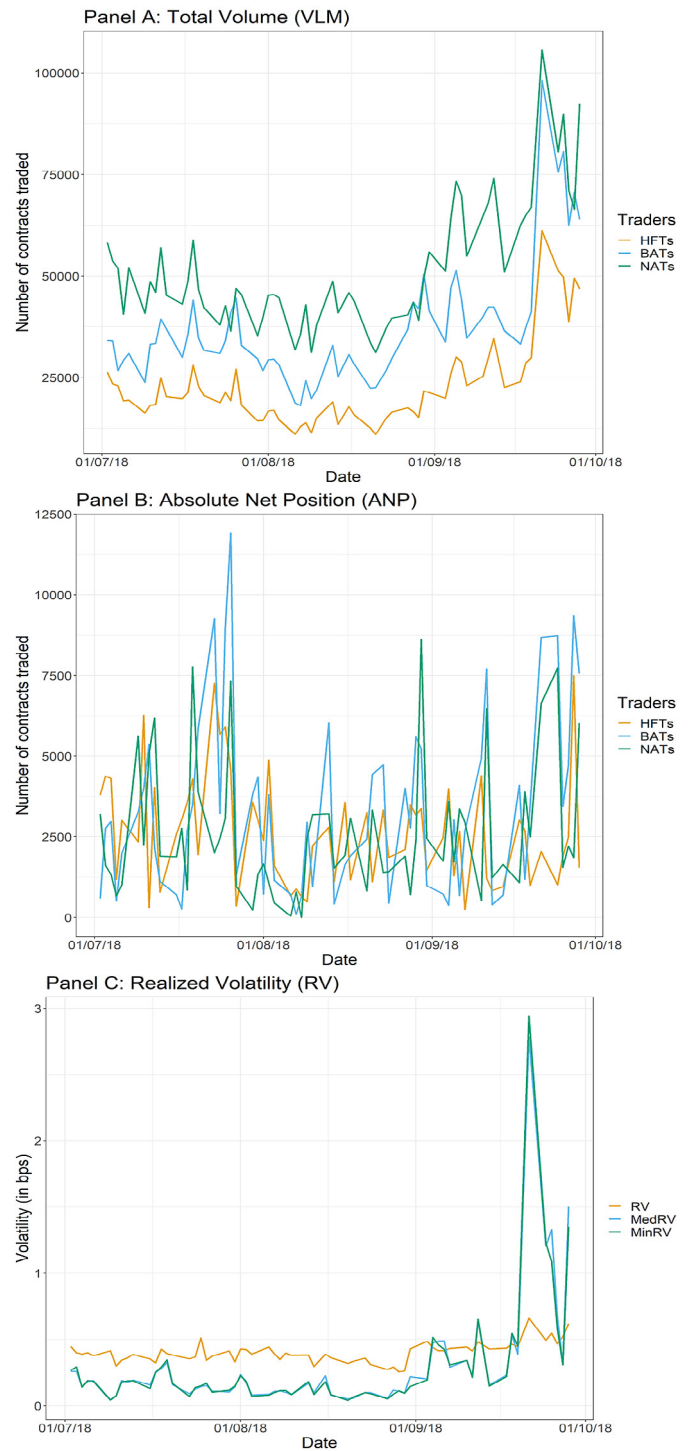 Panel A: Total Volume (VLM)
100000
75000
50000
25000
Number of contracts traded
Traders
HFTs
BATs
NATs
01/07/18 01/08/18 01/09/18 01/10/18
Date
Panel B: Absolute Net Position (ANP)
12500
10000
7500
5000
2500
0
Number of contracts traded
Traders
HFTs
BATs
NATs
01/07/18 01/08/18 01/09/18 01/10/18
Date
Panel C: Realized Volatility (RV)
3
2
1
0
Volatility (in bps)
RV
MedRV
MinRV
01/07/18 01/08/18 01/09/18 01/10/18
Date